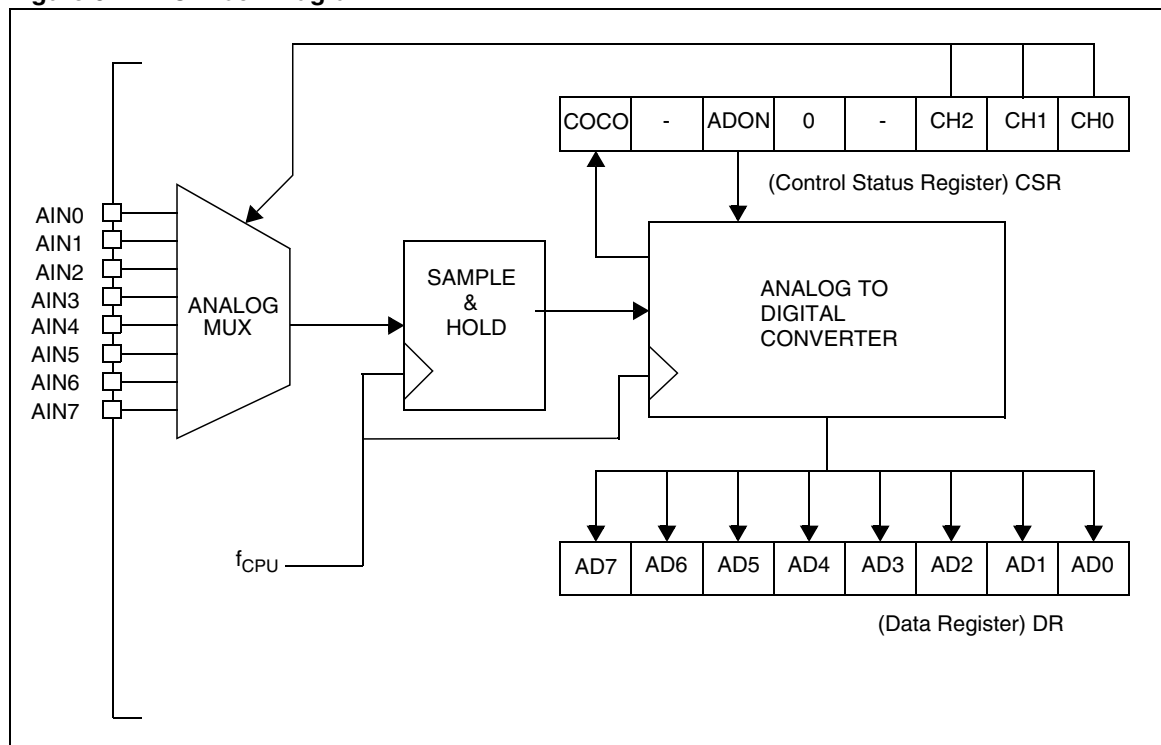 COCO - ADON 0 - CH2 CH1 CH0
(Control Status Register) CSR
AIN0
AIN1
AIN2
AIN3
AIN4
AIN5
AIN6
AIN7
ANALOG
MUX
SAMPLE
&
HOLD
ANALOG TO
DIGITAL
CONVERTER
fCPU
AD7 AD6 AD5 AD4 AD3 AD2 AD1 AD0
(Data Register) DR